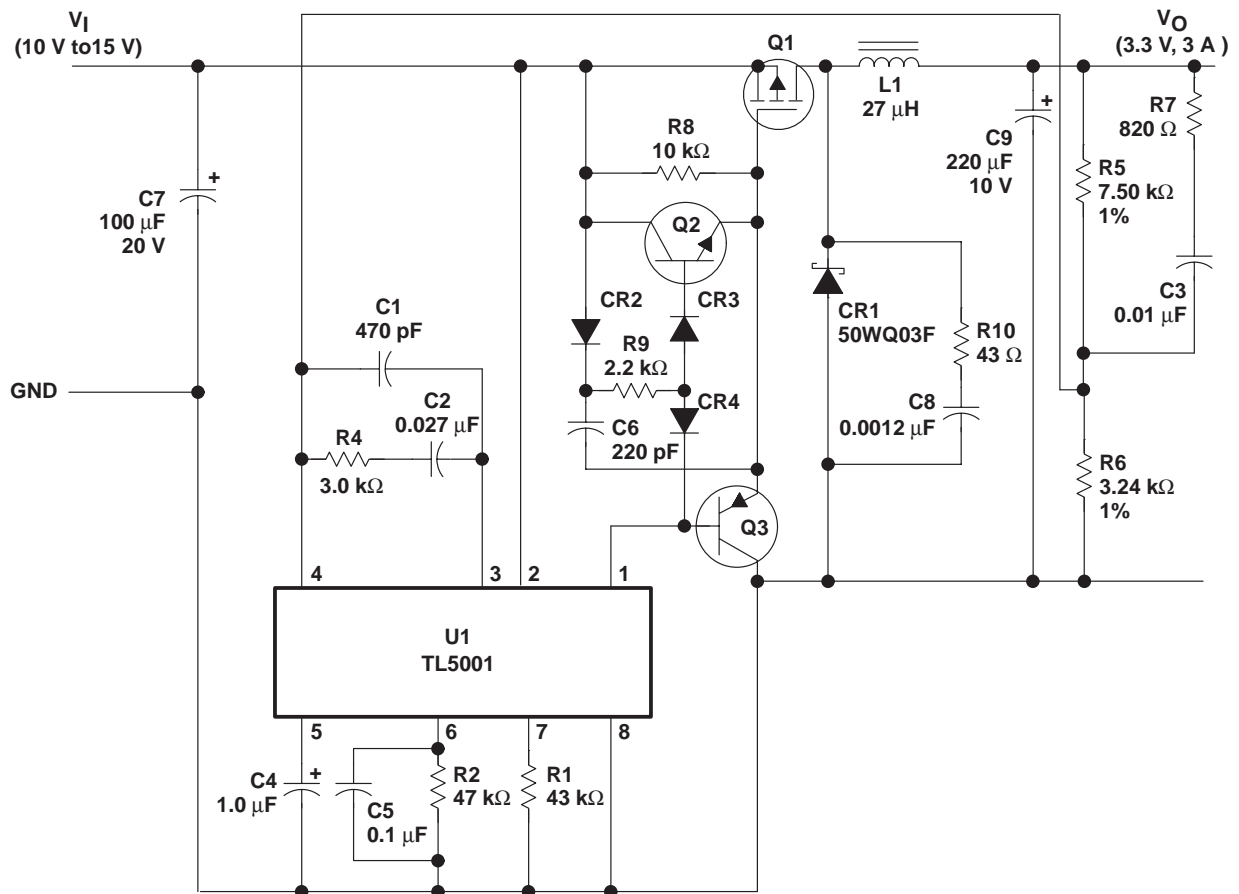 VI
(10 V to15 V)
VO
(3.3 V, 3 A )
Q1
L1
27 µH
R7
820 Ω
R8
10 kΩ
C9
220 µF
10 V
R5
7.50 kΩ
1%
C7
100 µF
20 V
+
+
Q2
C3
0.01 µF
CR2
CR3
CR1
50WQ03F
R10
43 Ω
C1
470 pF
R9
2.2 kΩ
GND
C2
0.027 µF
CR4
C8
0.0012 µF
R4
3.0 kΩ
C6
220 pF
R6
3.24 kΩ
1%
Q3
4
3
2
1
U1
TL5001
5
6
7
8
C4
1.0 µF
+
C5
0.1 µF
R2
47 kΩ
R1
43 kΩ